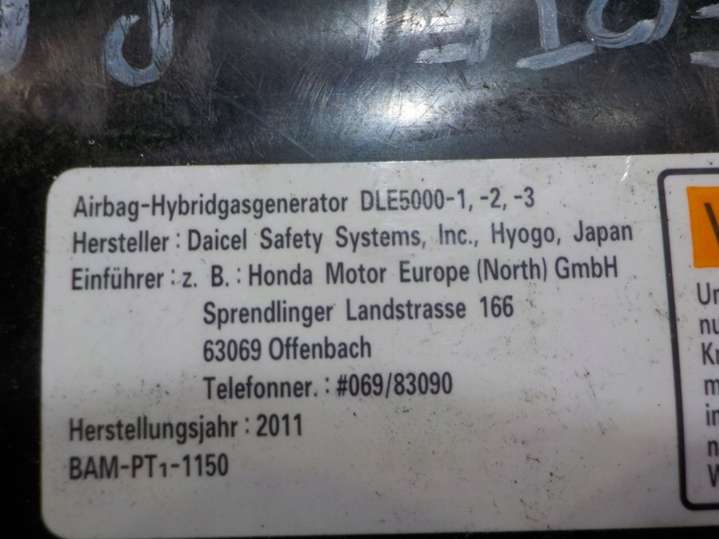 Airbag-Hybridgasgenerator DLE5000-1, -2, -3
Hersteller : Daicel Safety Systems, Inc., Hyogo, Japan
Einführer : z. B. : Honda Motor Europe (North) GmbH
Sprendlinger Landstrasse 166
63069 Offenbach
Telefonner. : #069/83090
Herstellungsjahr : 2011
BAM-PT1-1150